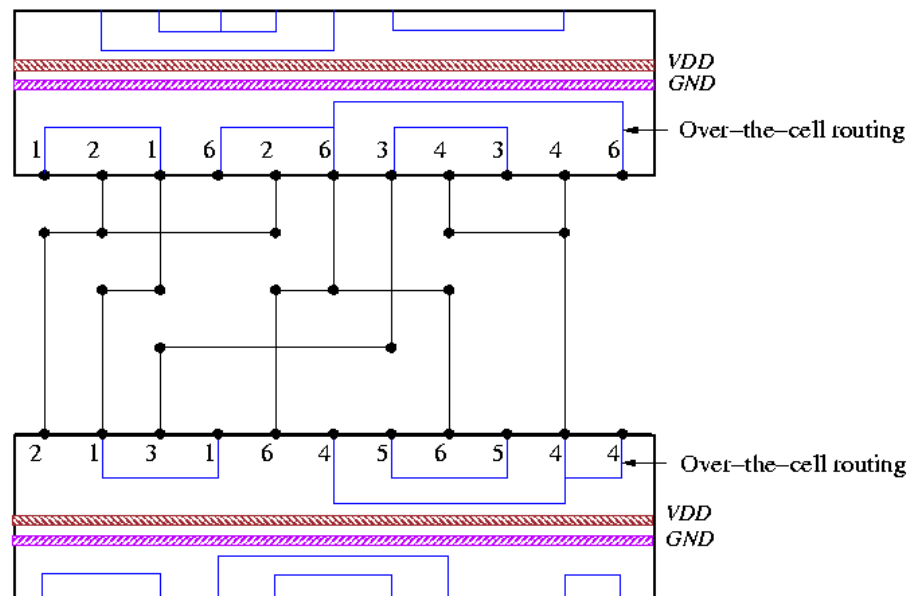 VDD
GND
Over–the–cell routing
1 2 1 6 2 6 3 4 3 4 6
2 1 3 1 6 4 5 6 5 4 4
Over–the–cell routing
VDD
GND